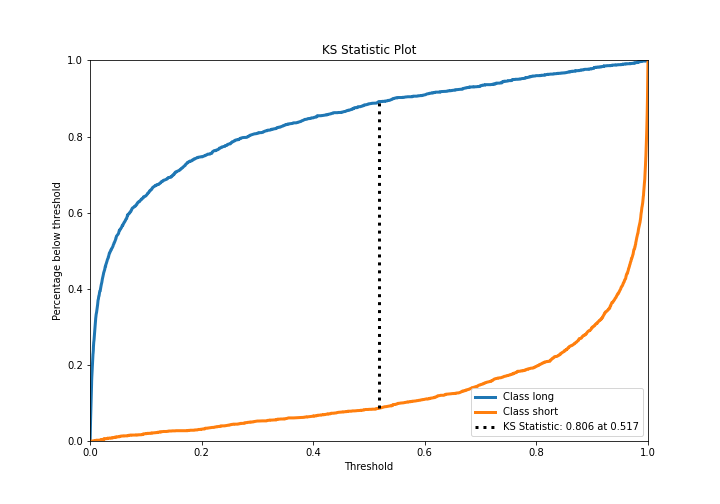 KS Statistic Plot
1.0
0.8
0.6
0.4
0.2
0.0
Percentage below threshold
Class long
Class short
KS Statistic: 0.806 at 0.517
0.0 0.2 0.4 0.6 0.8 1.0
Threshold